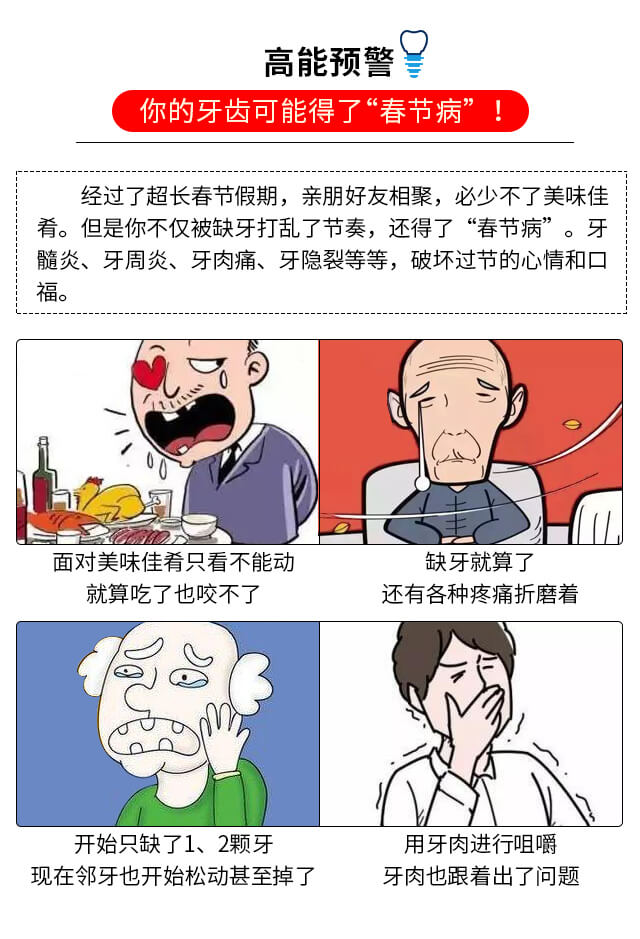 高能预警
你的牙齿可能得了“春节病”！
经过了超长春节假期，亲朋好友相聚，必少不了美味佳
肴。但是你不仅被缺牙打乱了节奏，还得了“春节病”。牙
髓炎、牙周炎、牙肉痛、牙隐裂等等，破坏过节的心情和口
福。
面对美味佳肴只看不能动
就算吃了也咬不了
缺牙就算了
还有各种疼痛折磨着
开始只缺了1、2颗牙
现在邻牙也开始松动甚至掉了
用牙肉进行咀嚼
牙肉也跟着出了问题